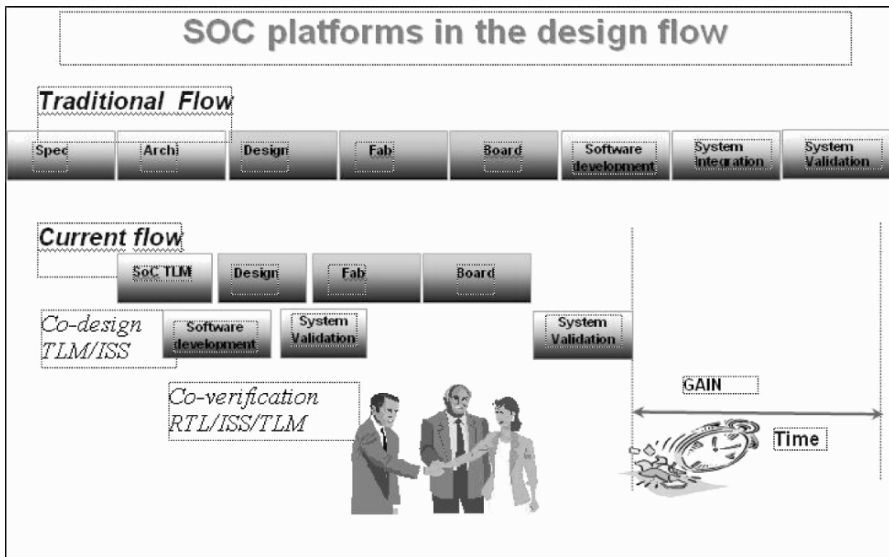 SOC platforms in the design flow
Traditional Flow
Spec
Archi
Design
Fab
Board
Software
development
System
Integration
System
Validation
Current flow
SoC TLM
Design
Fab
Board
Co-design
TLM/ISS
Software
development
System
Validation
System
Validation
Co-verification
RTL/ISS/TLM
GAIN
Time